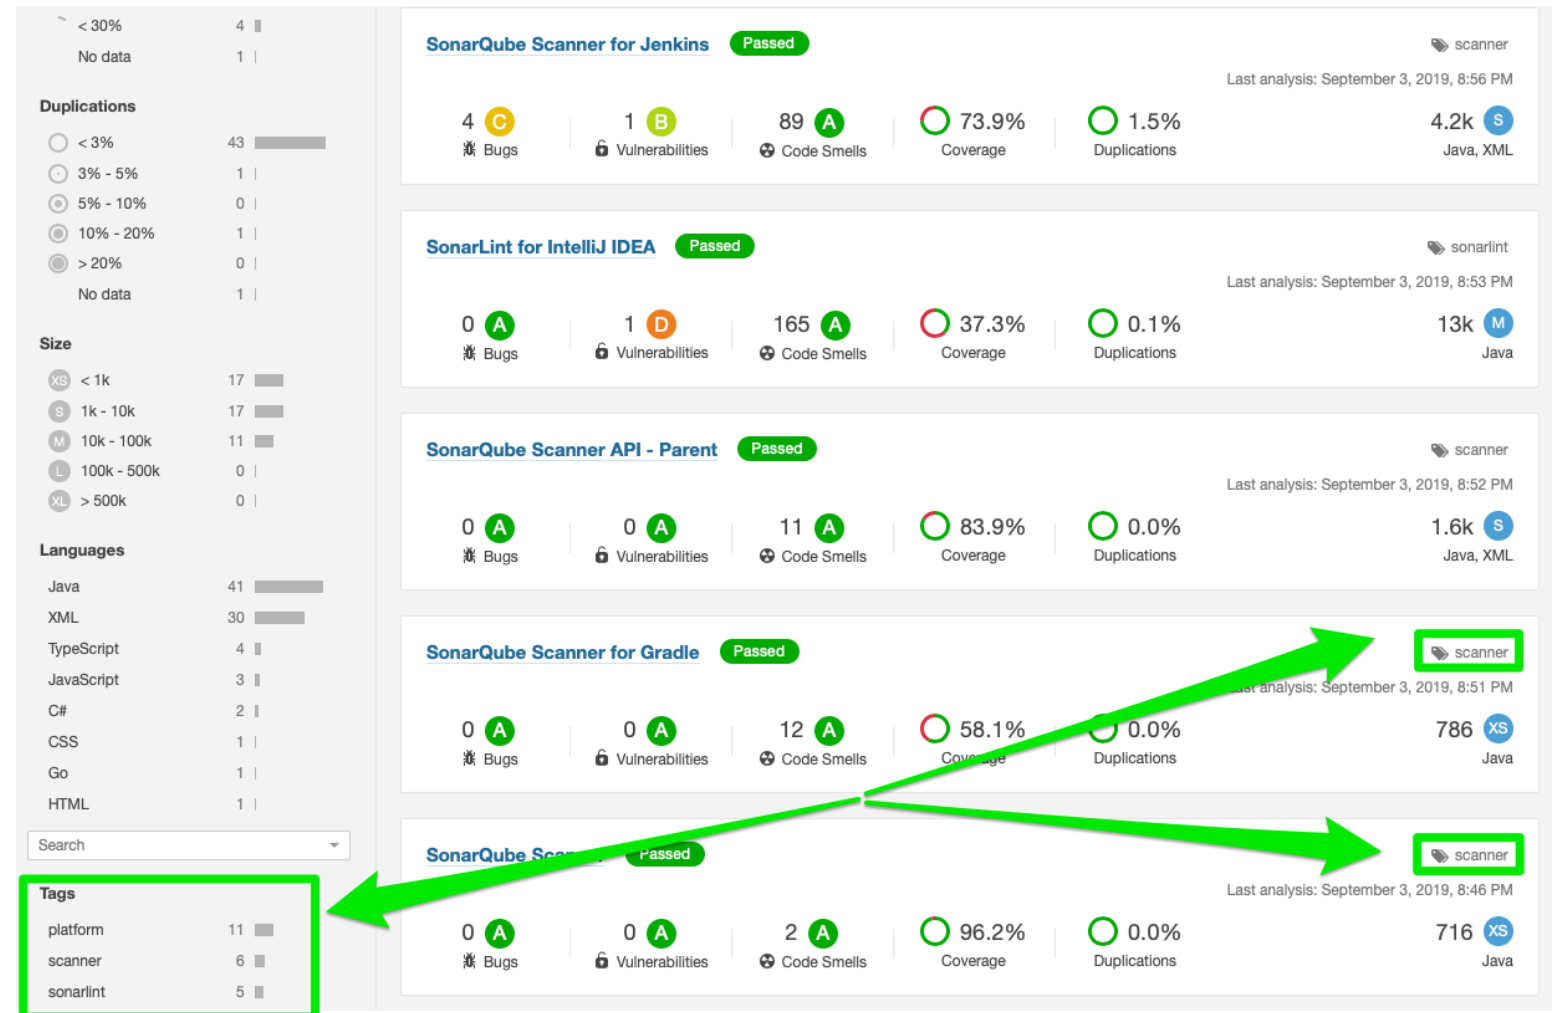 < 30% 4
No data 1
Duplications
< 3% 43
3% - 5% 1
5% - 10% 0
10% - 20% 1
> 20% 0
No data 1
Size
XS < 1k 17
S 1k - 10k 17
M 10k - 100k 11
L 100k - 500k 0
XL > 500k 0
Languages
Java 41
XML 30
TypeScript 4
JavaScript 3
C# 2
CSS 1
Go 1
HTML 1
Search
Tags
platform 11
scanner 6
sonarlint 5
SonarQube Scanner for Jenkins Passed scanner
Last analysis: September 3, 2019, 8:56 PM
4 C 1 B 89 A 73.9% 1.5% 4.2k S
Bugs Vulnerabilities Code Smells Coverage Duplications Java, XML
SonarLint for IntelliJ IDEA Passed sonarlint
Last analysis: September 3, 2019, 8:53 PM
0 A 1 D 165 A 37.3% 0.1% 13k M
Bugs Vulnerabilities Code Smells Coverage Duplications Java
SonarQube Scanner API - Parent Passed scanner
Last analysis: September 3, 2019, 8:52 PM
0 A 0 A 11 A 83.9% 0.0% 1.6k S
Bugs Vulnerabilities Code Smells Coverage Duplications Java, XML
SonarQube Scanner for Gradle Passed scanner
Last analysis: September 3, 2019, 8:51 PM
0 A 0 A 12 A 58.1% 0.0% 786 XS
Bugs Vulnerabilities Code Smells Coverage Duplications Java
SonarQube Scanner Passed scanner
Last analysis: September 3, 2019, 8:46 PM
0 A 0 A 2 A 96.2% 0.0% 716 XS
Bugs Vulnerabilities Code Smells Coverage Duplications Java